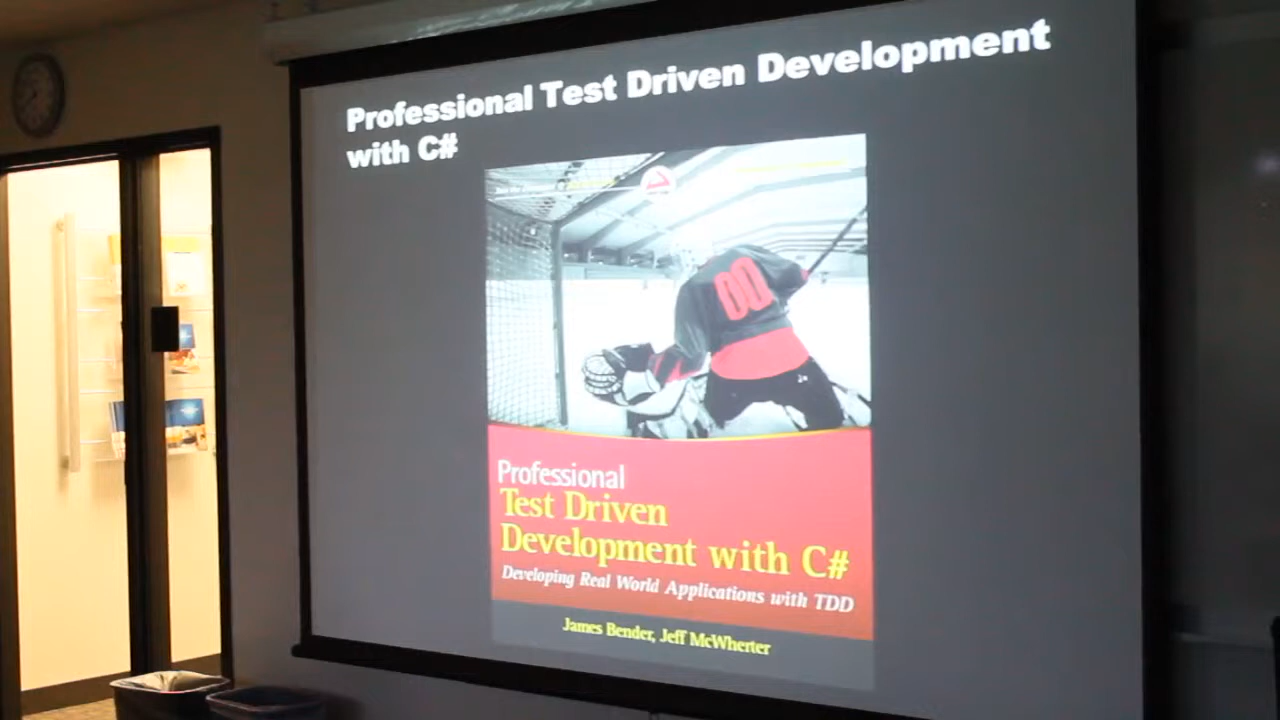 Professional Test Driven Development
with C#
00
Professional
Test Driven
Development with C#
Developing Real World Applications with TDD
James Bender, Jeff McWherter